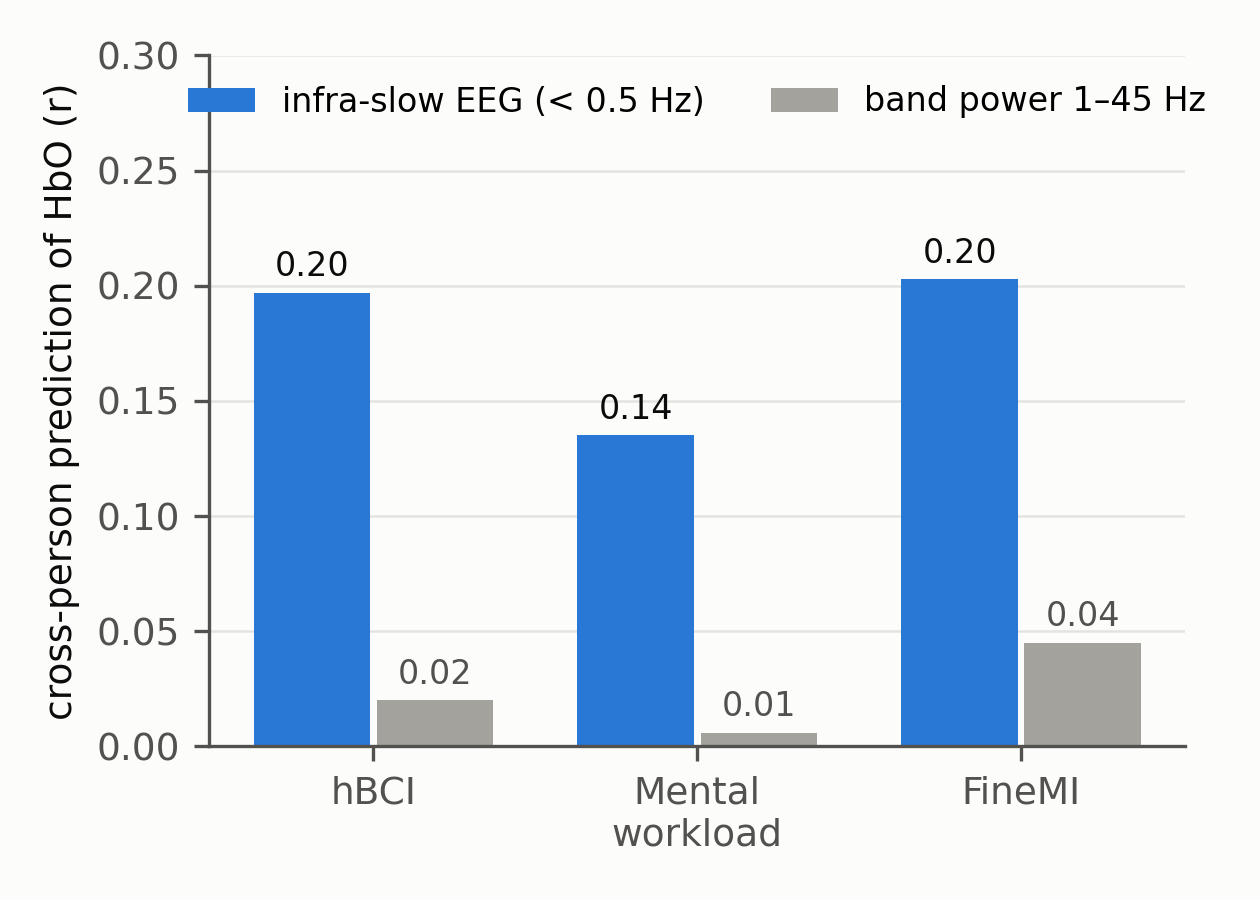 infra-slow EEG (< 0.5 Hz)
band power 1–45 Hz
cross-person prediction of HbO (r)
0.30
0.25
0.20
0.15
0.10
0.05
0.00
0.20
0.02
0.14
0.01
0.20
0.04
hBCI
Mental
workload
FineMI